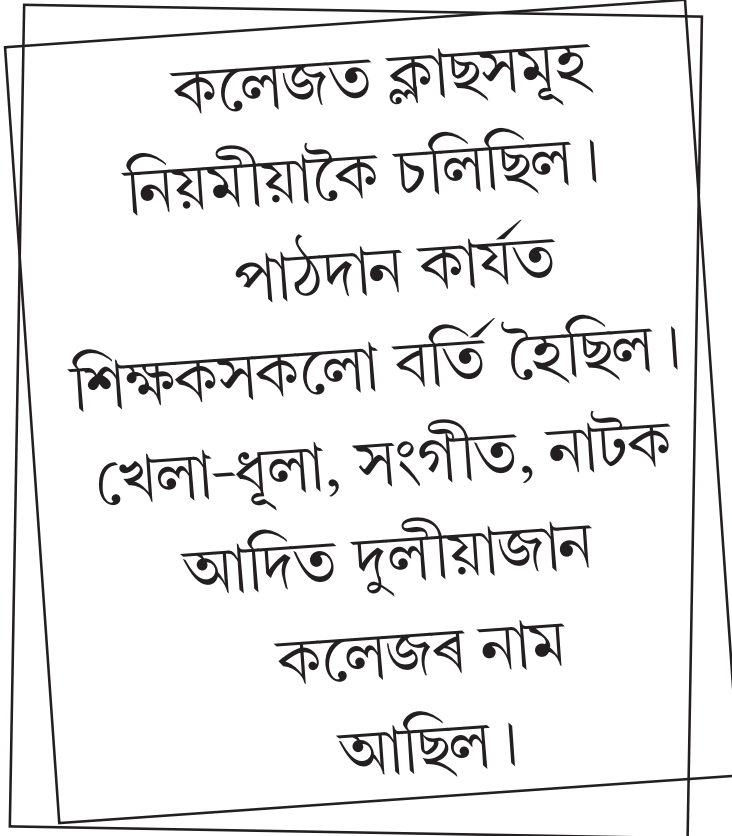 কলেজত ক্লাছসমূহ
নিয়মীয়াকৈ চলিছিল।
পাঠদান কাৰ্যত
শিক্ষকসকলো বৰ্তি হৈছিল।
খেলা-ধূলা, সংগীত, নাটক
আদিত দুলীয়াজান
কলেজৰ নাম
আছিল।